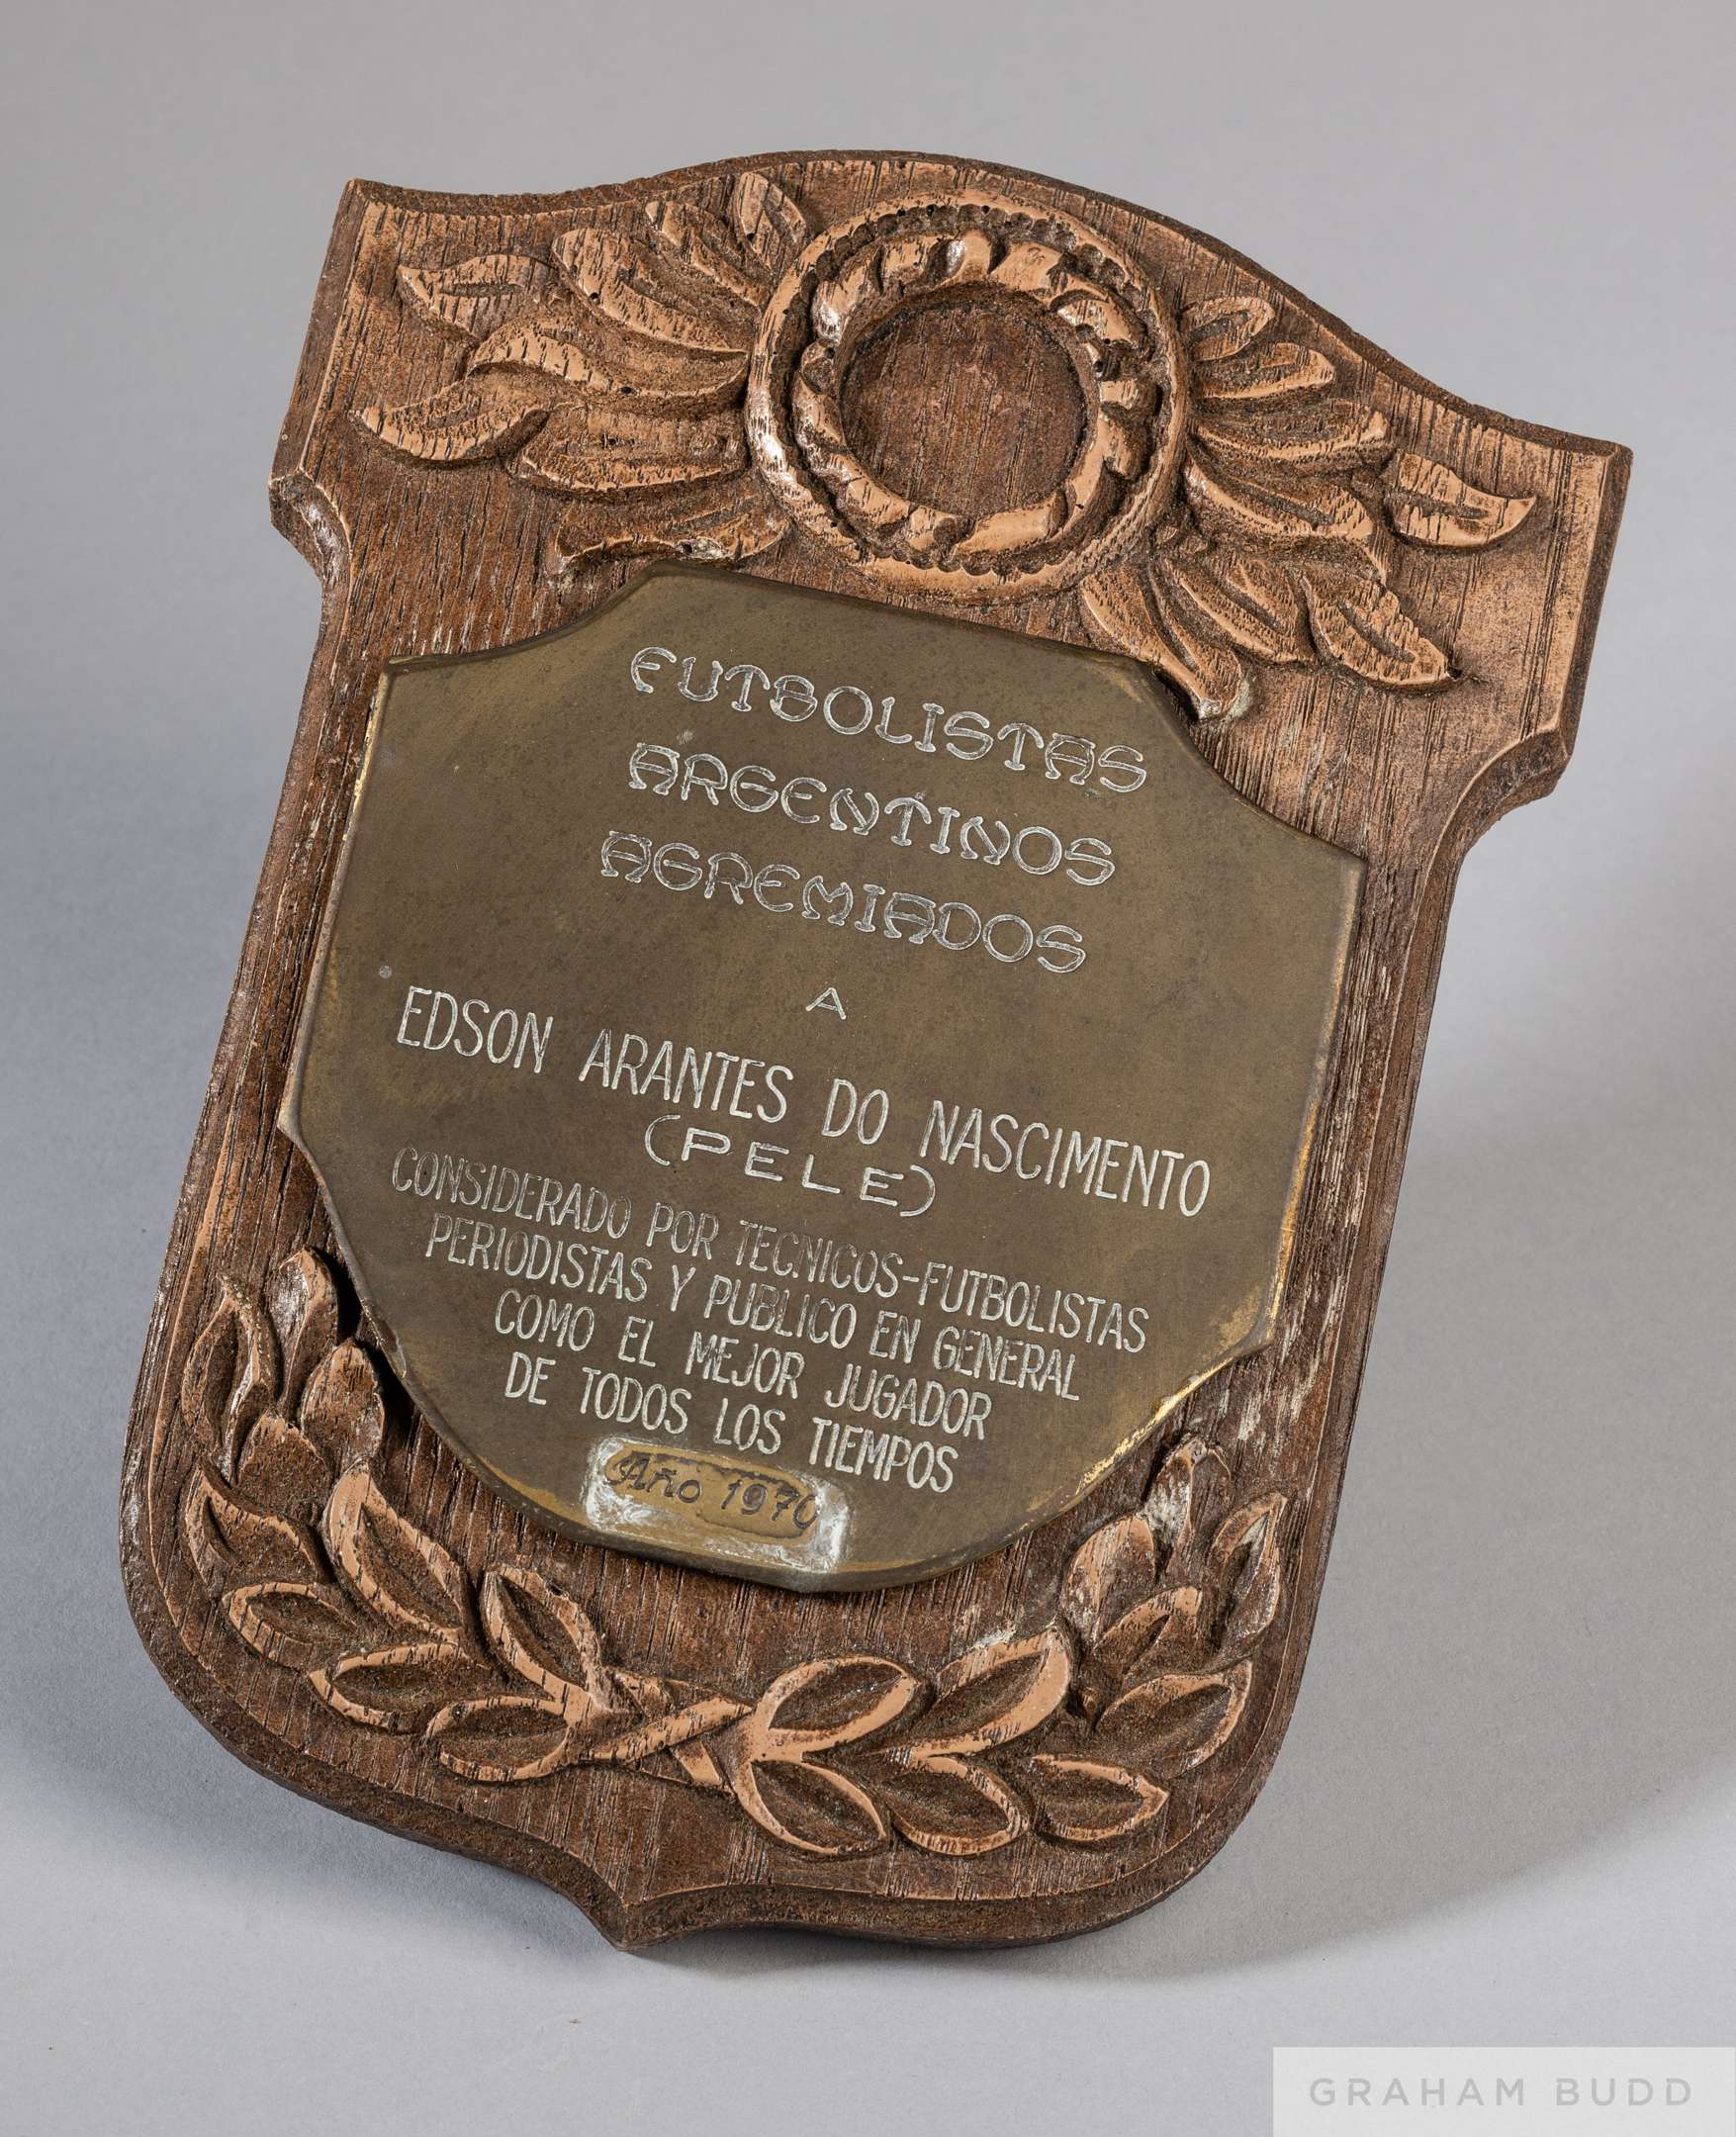 FUTBOLISTAS
ARGENTINOS
AGREMIADOS
A
EDSON ARANTES DO NASCIMENTO
(PELE)
CONSIDERADO POR TECNICOS-FUTBOLISTAS
PERIODISTAS Y PUBLICO EN GENERAL
COMO EL MEJOR JUGADOR
DE TODOS LOS TIEMPOS
Año 1970
GRAHAM BUDD